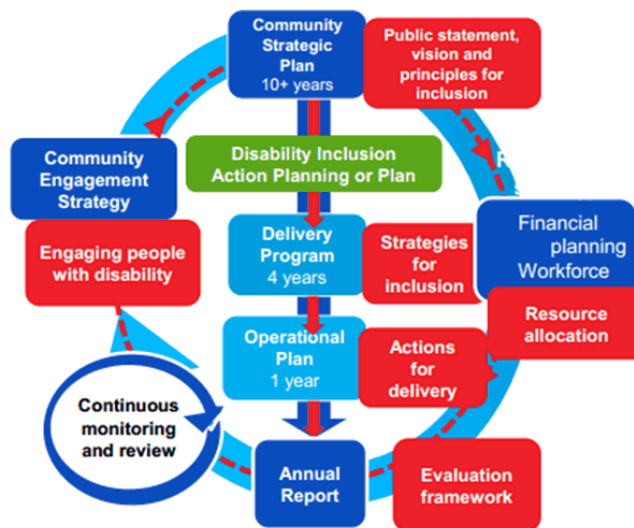 Community
Strategic
Plan
10+ years
Public statement,
vision and
principles for
inclusion
Community
Engagement
Strategy
Disability Inclusion
Action Planning or Plan
Engaging people
with disability
Delivery
Program
4 years
Strategies
for
inclusion
Financial
planning
Workforce
Resource
allocation
Operational
Plan
1 year
Actions
for
delivery
Continuous
monitoring
and review
Annual
Report
Evaluation
framework